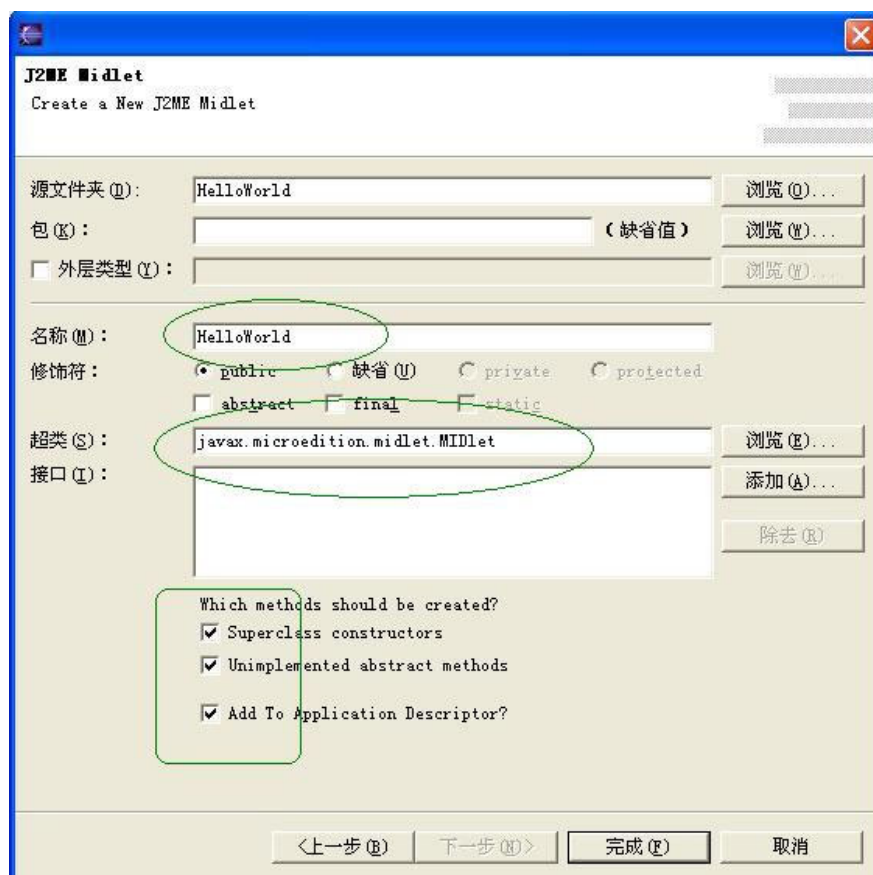 J2ME Midlet
Create a New J2ME Midlet
源文件夹(D): HelloWorld 浏览(O)...
包(K): (缺省值) 浏览(W)...
外层类型(Y): 浏览(W)...
名称(M): HelloWorld
修饰符: public 缺省(U) private protected
abstract final static
超类(S): javax.microedition.midlet.MIDlet 浏览(E)...
接口(I): 添加(A)...
除去(R)
Which methods should be created?
Superclass constructors
Unimplemented abstract methods
Add To Application Descriptor?
<上一步(B) 下一步(N)> 完成(F) 取消